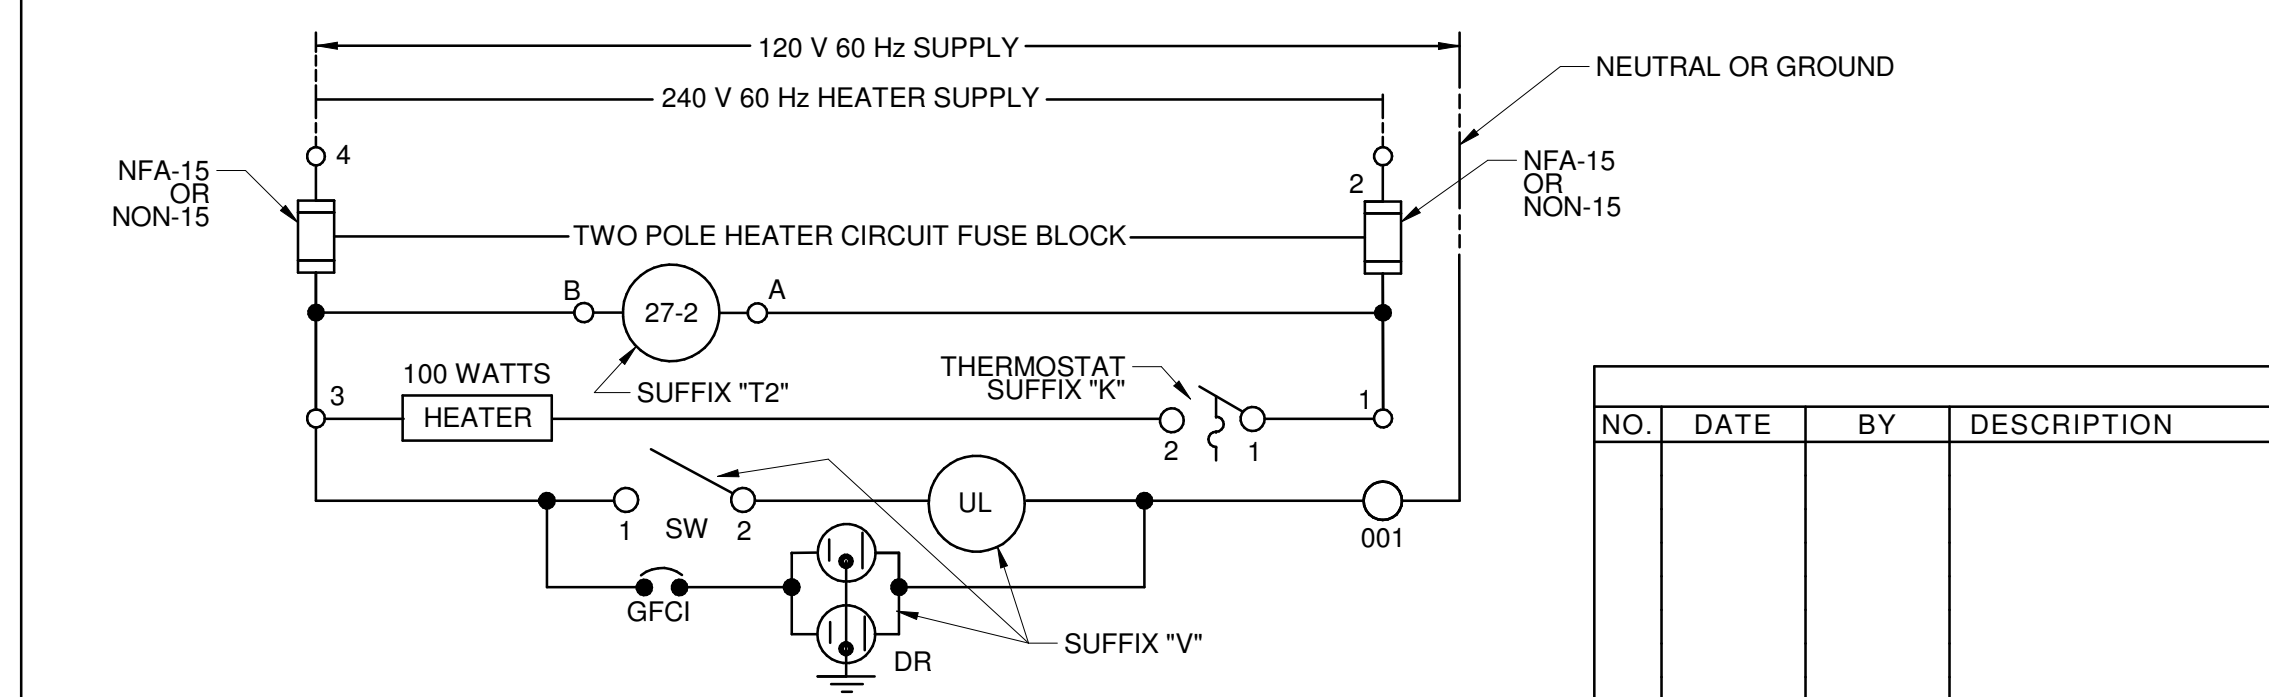 120 V 60 Hz SUPPLY
NEUTRAL OR GROUND
240 V 60 Hz HEATER SUPPLY
4
NFA-15
OR
NON-15
2
NFA-15
OR
NON-15
TWO POLE HEATER CIRCUIT FUSE BLOCK
B
27-2
A
SUFFIX "T2"
100 WATTS
HEATER
3
THERMOSTAT
SUFFIX "K"
2
1
1
1
SW
2
UL
001
GFCI
DR
SUFFIX "V"
NO. DATE BY DESCRIPTION